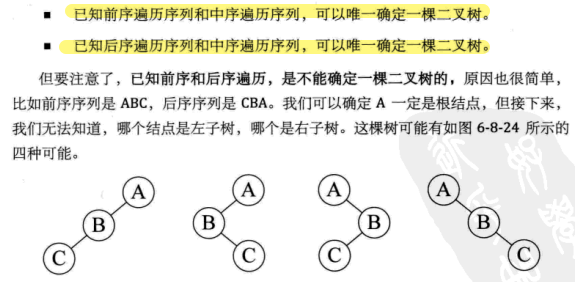 ■ 已知前序遍历序列和中序遍历序列，可以唯一确定一棵二叉树。
■ 已知后序遍历序列和中序遍历序列，可以唯一确定一棵二叉树。
但要注意了，已知前序和后序遍历，是不能确定一棵二叉树的，原因也很简单，
比如前序序列是 ABC，后序序列是 CBA。我们可以确定 A 一定是根结点，但接下来，
我们无法知道，哪个结点是左子树，哪个是右子树。这棵树可能有如图 6-8-24 所示的
四种可能。
A A A A
B B B B
C C C C